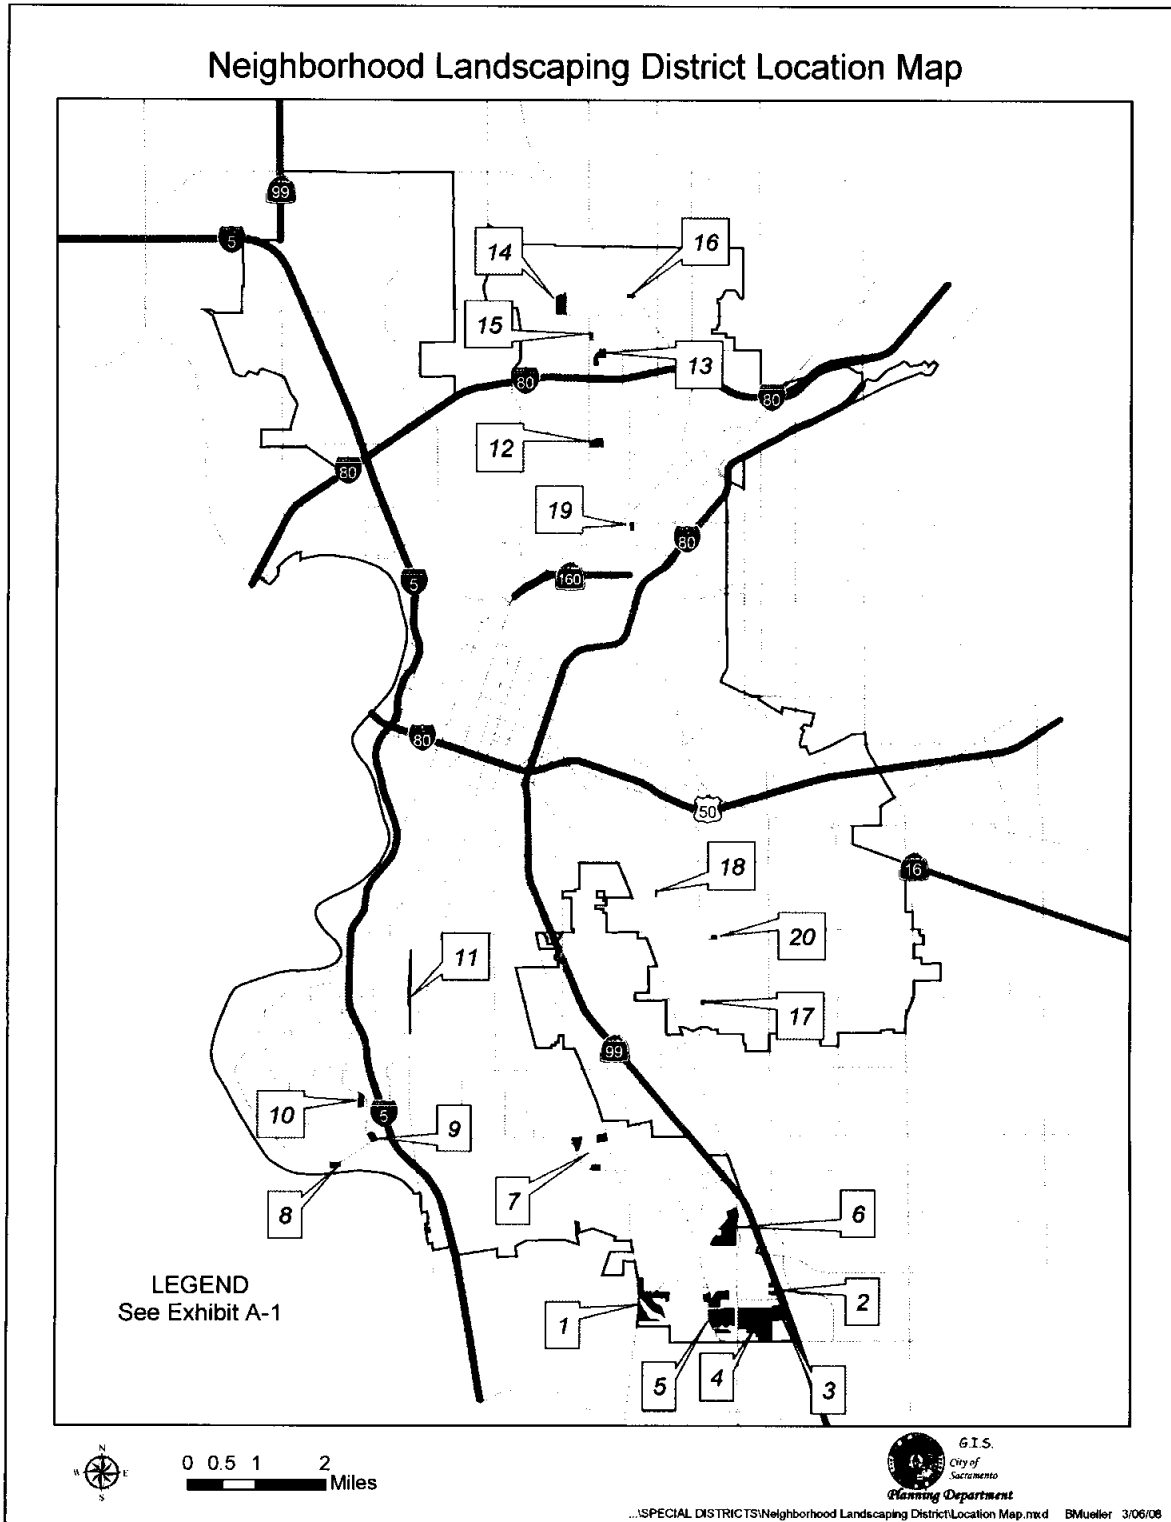 Neighborhood Landscaping District Location Map
99
5
16
14
15
13
80
80
12
80
19
80
5
160
80
50
18
16
20
11
17
99
10
5
9
7
8
6
LEGEND
See Exhibit A-1
2
1
5
4
3
N
W
E
S
0 0.5 1 2
Miles
G.I.S.
City of
Sacramento
Planning Department
...\SPECIAL DISTRICTS\Neighborhood Landscaping District\Location Map.mxd BMueller 3/06/08